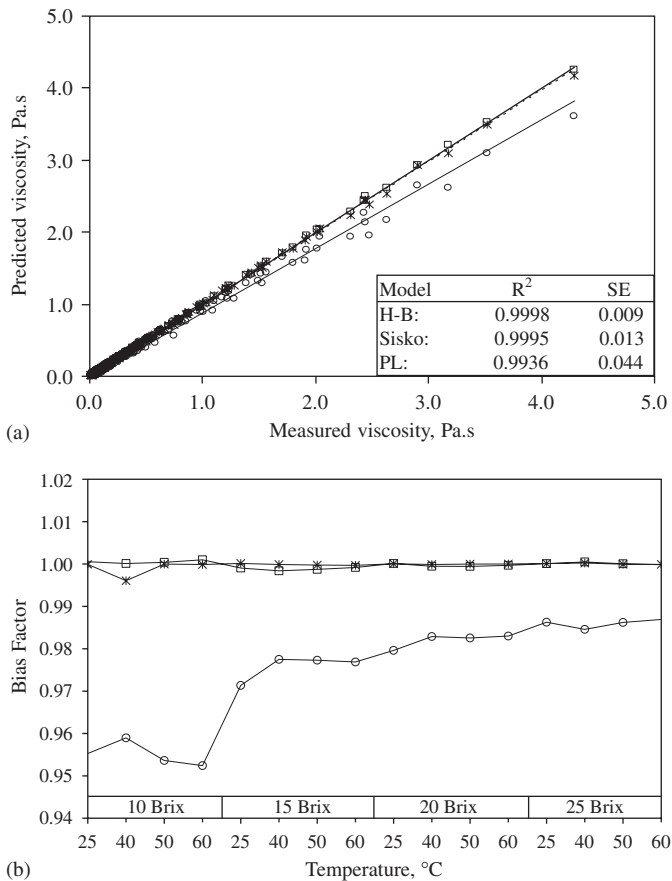 5.0
4.0
3.0
2.0
1.0
0.0
Predicted viscosity, Pa.s
Model R² SE
H-B: 0.9998 0.009
Sisko: 0.9995 0.013
PL: 0.9936 0.044
0.0 1.0 2.0 3.0 4.0 5.0
(a) Measured viscosity, Pa.s
1.02
1.01
1.00
0.99
0.98
0.97
0.96
0.95
0.94
Bias Factor
10 Brix 15 Brix 20 Brix 25 Brix
25 40 50 60 25 40 50 60 25 40 50 60 25 40 50 60
(b) Temperature, °C